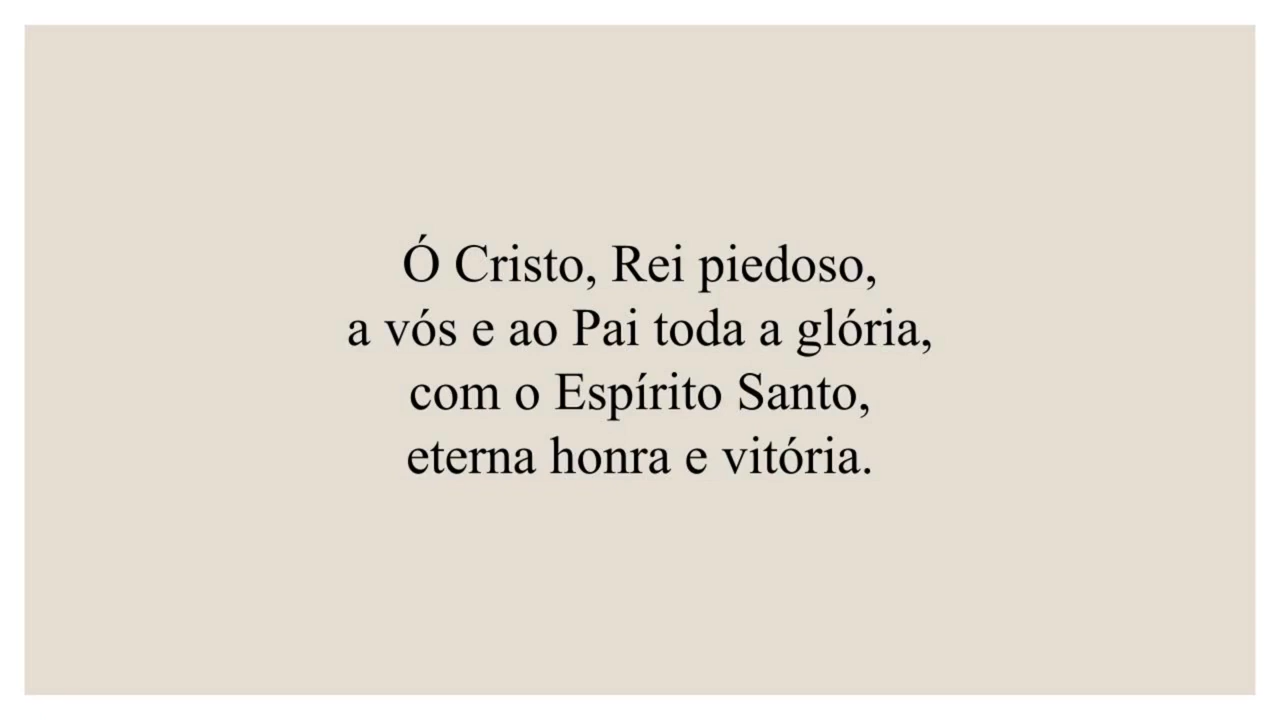 Ó Cristo, Rei piedoso,
a vós e ao Pai toda a glória,
com o Espírito Santo,
eterna honra e vitória.